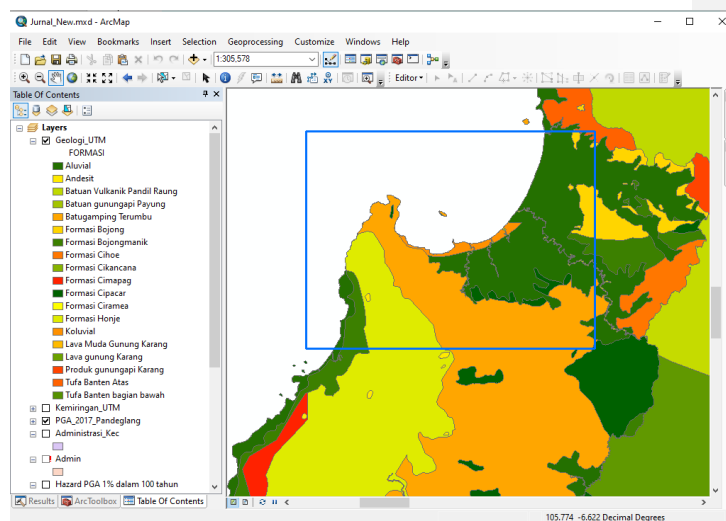 Jurnal_New.mxd - ArcMap
File Edit View Bookmarks Insert Selection Geoprocessing Customize Windows Help
1:305,578
Editor
Table Of Contents
Layers
Geologi_UTM
FORMASI
Aluvial
Andesit
Batuan Vulkanik Pandil Raung
Batuan gunungapi Payung
Batugamping Terumbu
Formasi Bojong
Formasi Bojongmanik
Formasi Cihoe
Formasi Cikancana
Formasi Cimapag
Formasi Cipacar
Formasi Ciramea
Formasi Honje
Koluvial
Lava Muda Gunung Karang
Lava gunung Karang
Produk gunungapi Karang
Tufa Banten Atas
Tufa Banten bagian bawah
Kemiringan_UTM
PGA_2017_Pandeglang
Administrasi_Kec
Admin
Hazard PGA 1% dalam 100 tahun
Results ArcToolbox Table Of Contents
105.774 -6.622 Decimal Degrees